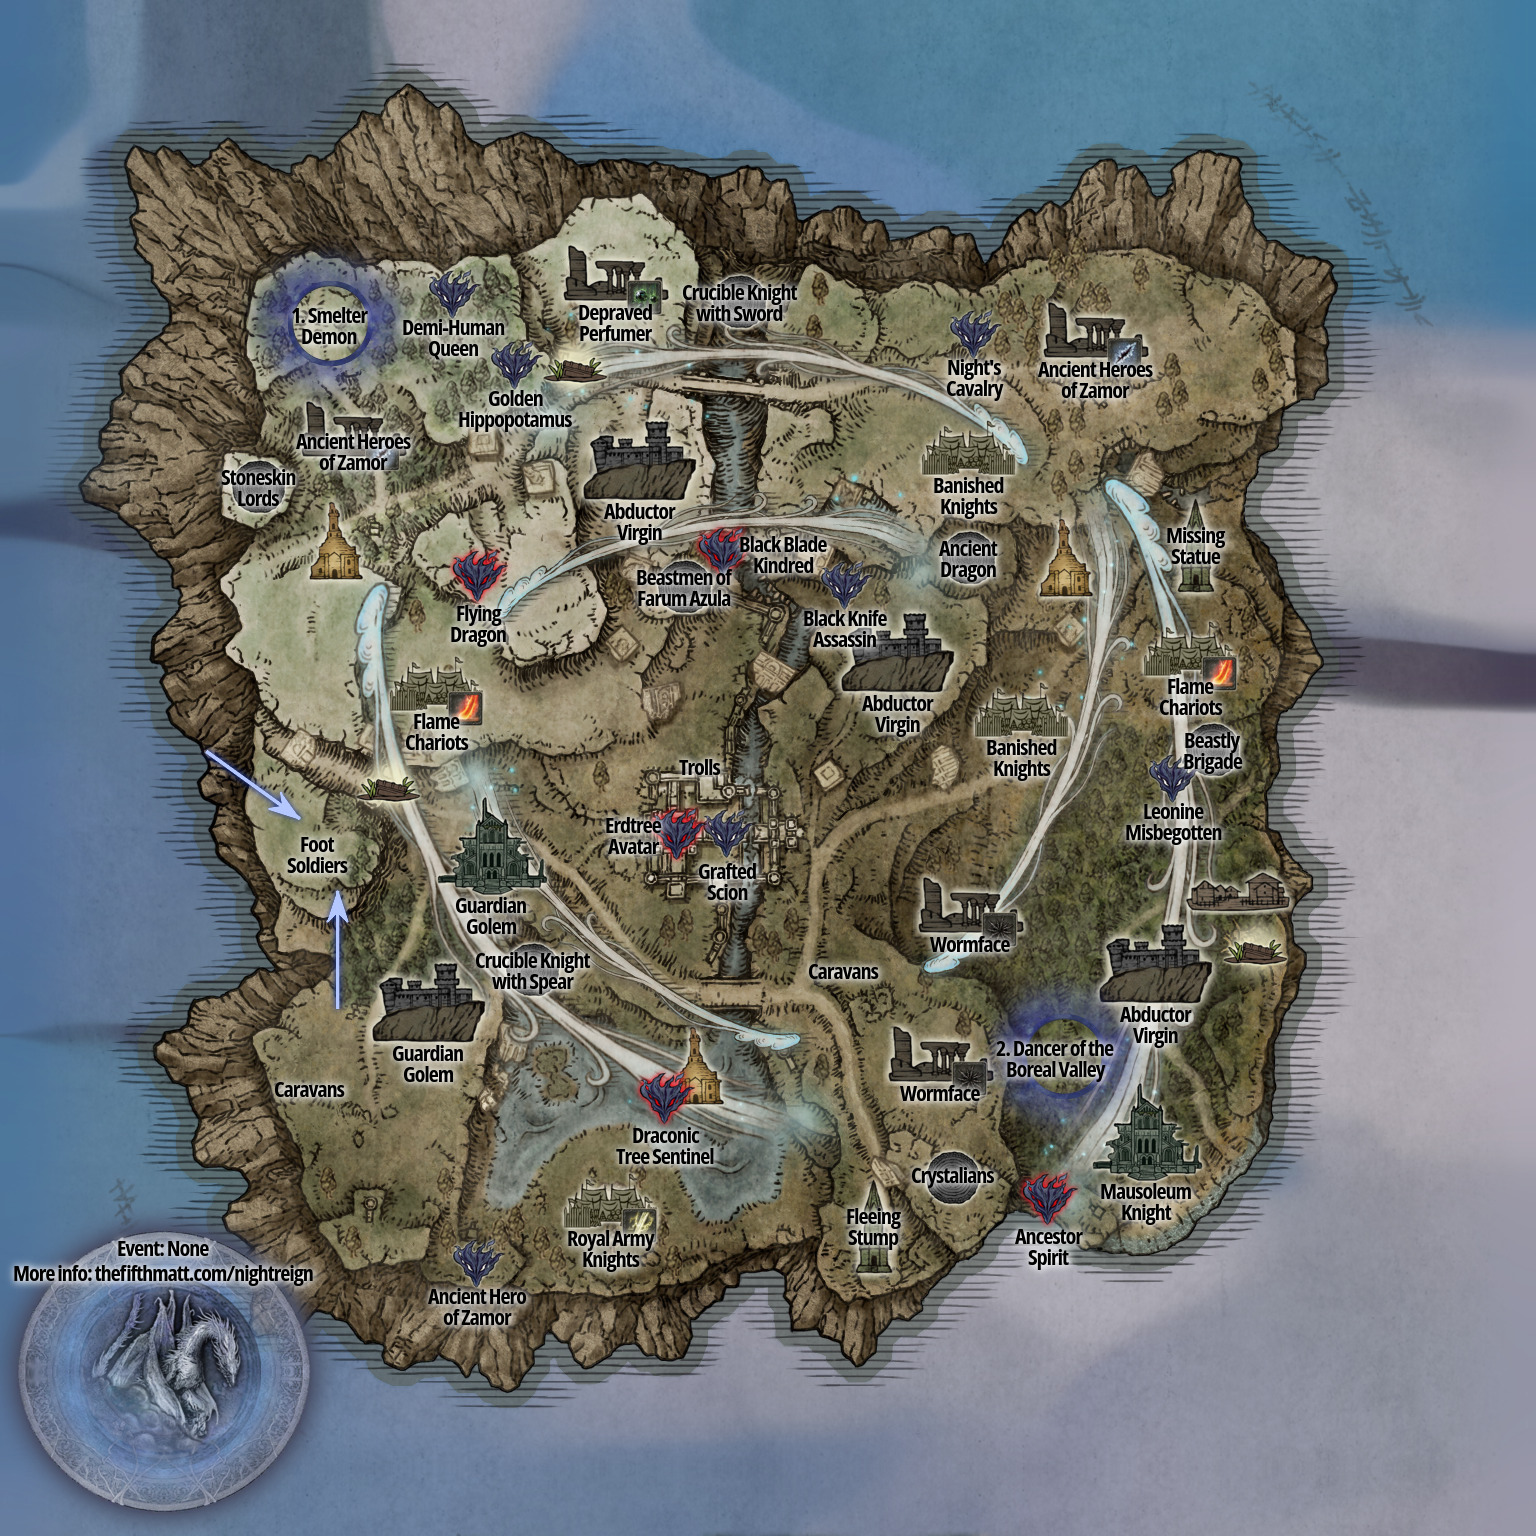 1. Smelter
Demon
Demi-Human
Queen
Depraved
Perfumer
Crucible Knight
with Sword
Golden
Hippopotamus
Night's
Cavalry
Ancient Heroes
of Zamor
Ancient Heroes
of Zamor
Stoneskin
Lords
Abductor
Virgin
Banished
Knights
Missing
Statue
Black Blade
Kindred
Ancient
Dragon
Beastmen of
Farum Azula
Flying
Dragon
Black Knife
Assassin
Abductor
Virgin
Flame
Chariots
Flame
Chariots
Banished
Knights
Beastly
Brigade
Trolls
Leonine
Misbegotten
Erdtree
Avatar
Foot
Soldiers
Grafted
Scion
Guardian
Golem
Wormface
Crucible Knight
with Spear
Caravans
Abductor
Virgin
Guardian
Golem
2. Dancer of the
Boreal Valley
Caravans
Wormface
Draconic
Tree Sentinel
Crystalians
Mausoleum
Knight
Fleeing
Stump
Royal Army
Knights
Ancestor
Spirit
Ancient Hero
of Zamor
Event: None
More info: thefifthmatt.com/nightreign